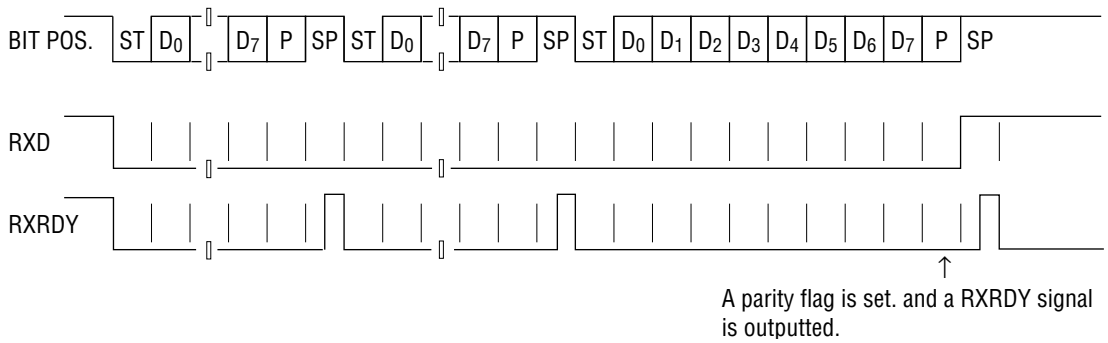 BIT POS. ST D0 D7 P SP ST D0 D7 P SP ST D0 D1 D2 D3 D4 D5 D6 D7 P SP
RXD
RXRDY
A parity flag is set. and a RXRDY signal
is outputted.